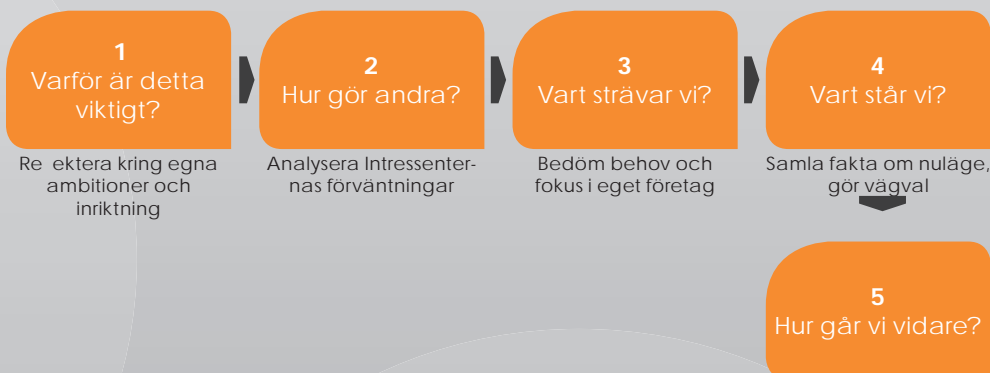 1
Varför är detta
viktigt?
Re ektera kring egna
ambitioner och
inriktning
2
Hur gör andra?
Analysera Intressenter-
nas förväntningar
3
Vart strävar vi?
Bedöm behov och
fokus i eget företag
4
Vart står vi?
Samla fakta om nuläge,
gör vägval
5
Hur går vi vidare?